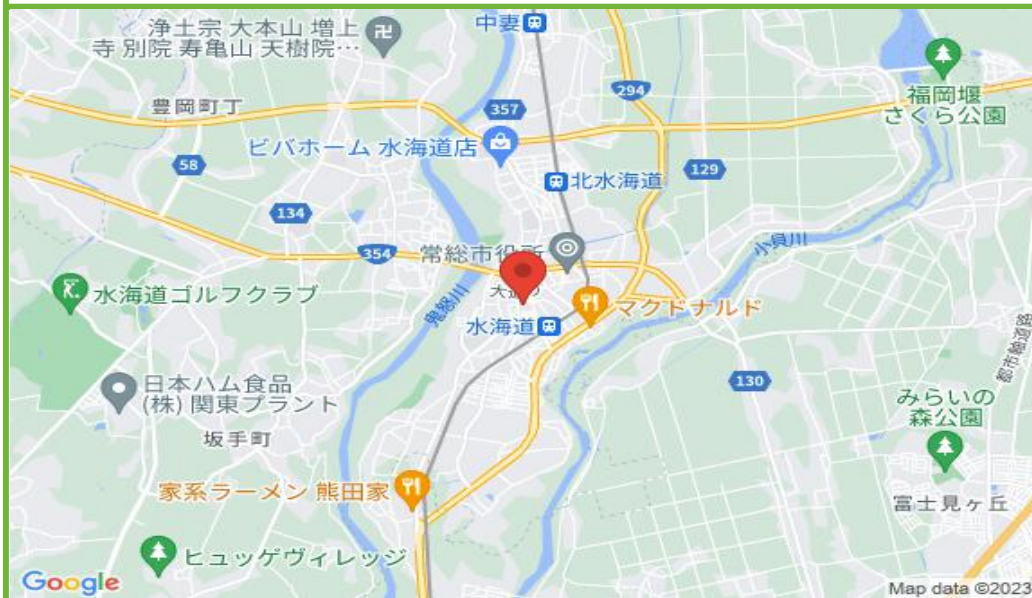 浄土宗 大本山 増上
寺 別院 寿亀山 天樹院…
中妻
294
福岡堰
さくら公園
豊岡町丁
357
ビバホーム 水海道店
58
129
北水海道
134
小貝川
354
常総市役所
水海道ゴルフクラブ
鬼怒川
マクドナルド
水海道
都市軸道路
日本ハム食品
(株) 関東プラント
130
みらいの
森公園
坂手町
家系ラーメン 熊田家
富士見ヶ丘
ヒュッゲヴィレッジ
Google
Map data ©2023